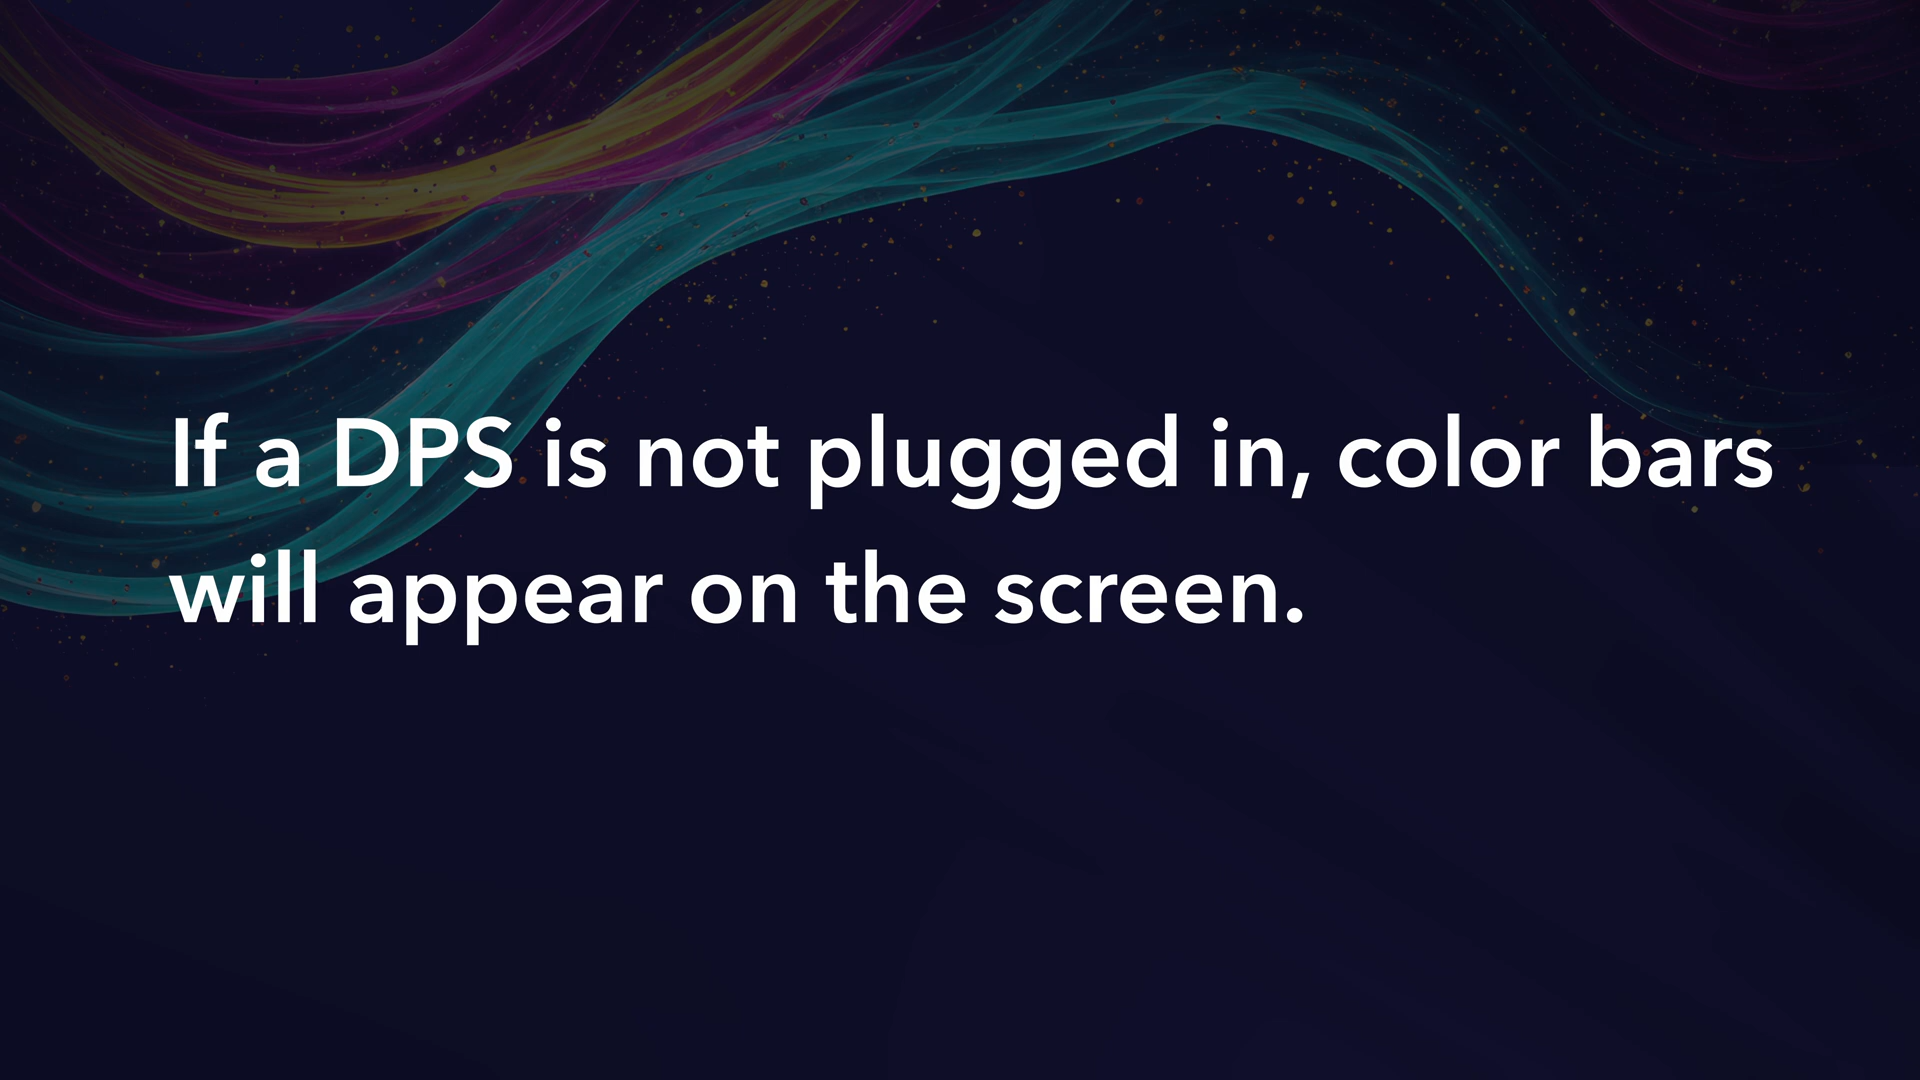 If a DPS is not plugged in, color bars
will appear on the screen.